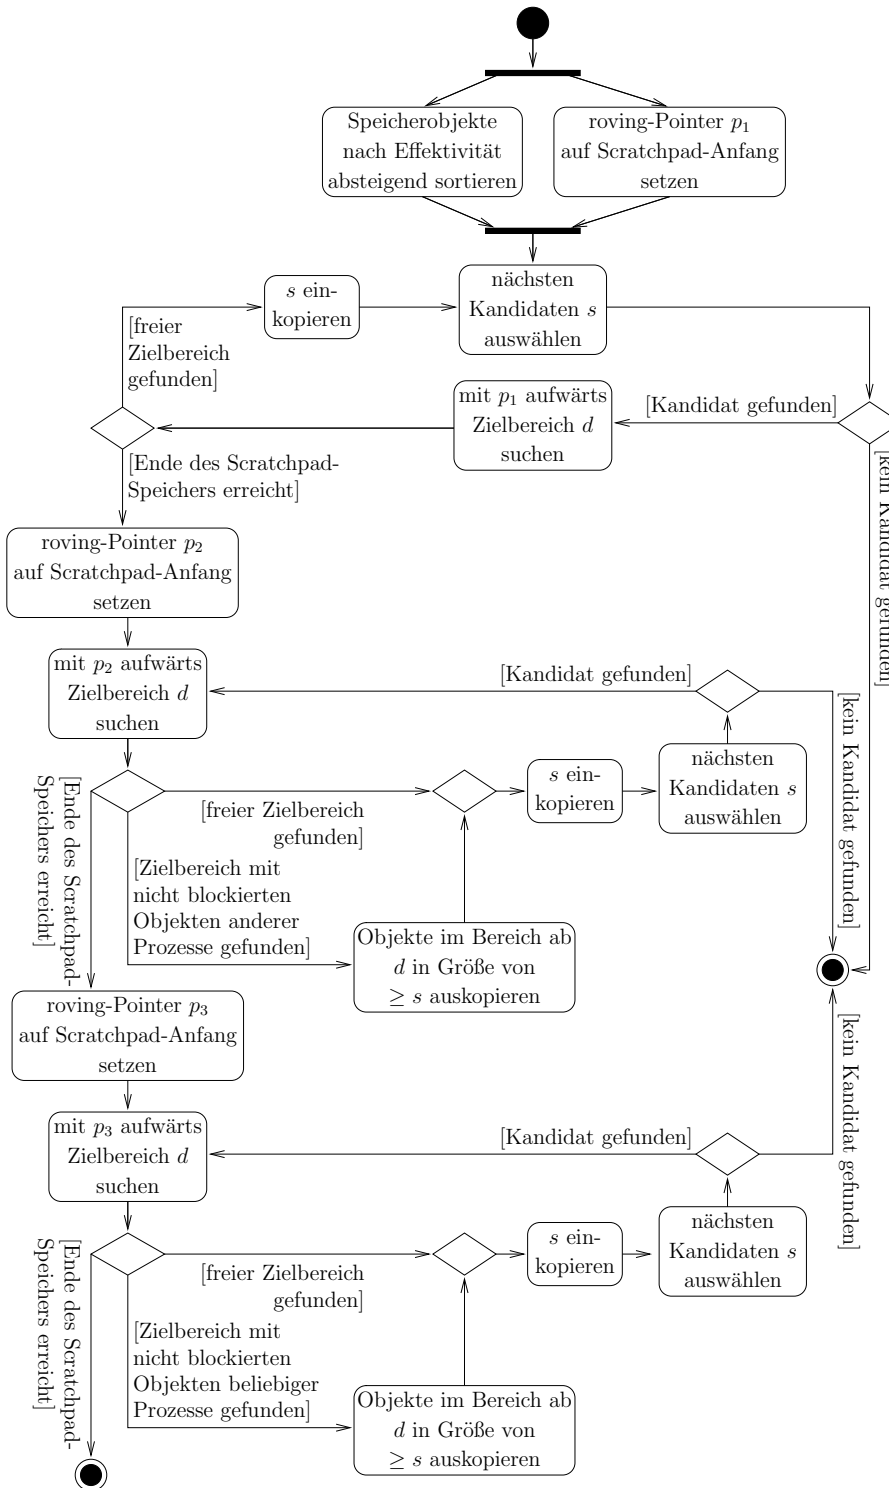 Speicherobjekte
nach Effektivität
absteigend sortieren
roving-Pointer p₁
auf Scratchpad-Anfang
setzen
s ein-
kopieren
nächsten
Kandidaten s
auswählen
[freier
Zielbereich
gefunden]
mit p₁ aufwärts
Zielbereich d
suchen
[Kandidat gefunden]
[kein Kandidat gefunden]
[Ende des Scratchpad-
Speichers erreicht]
roving-Pointer p₂
auf Scratchpad-Anfang
setzen
mit p₂ aufwärts
Zielbereich d
suchen
[Kandidat gefunden]
[kein Kandidat gefunden]
[Ende des Scratchpad-
Speichers erreicht]
[freier Zielbereich
gefunden]
s ein-
kopieren
nächsten
Kandidaten s
auswählen
[Zielbereich mit
nicht blockierten
Objekten anderer
Prozesse gefunden]
Objekte im Bereich ab
d in Größe von
≥ s auskopieren
roving-Pointer p₃
auf Scratchpad-Anfang
setzen
mit p₃ aufwärts
Zielbereich d
suchen
[Kandidat gefunden]
[kein Kandidat gefunden]
[Ende des Scratchpad-
Speichers erreicht]
[freier Zielbereich
gefunden]
s ein-
kopieren
nächsten
Kandidaten s
auswählen
[Zielbereich mit
nicht blockierten
Objekten beliebiger
Prozesse gefunden]
Objekte im Bereich ab
d in Größe von
≥ s auskopieren